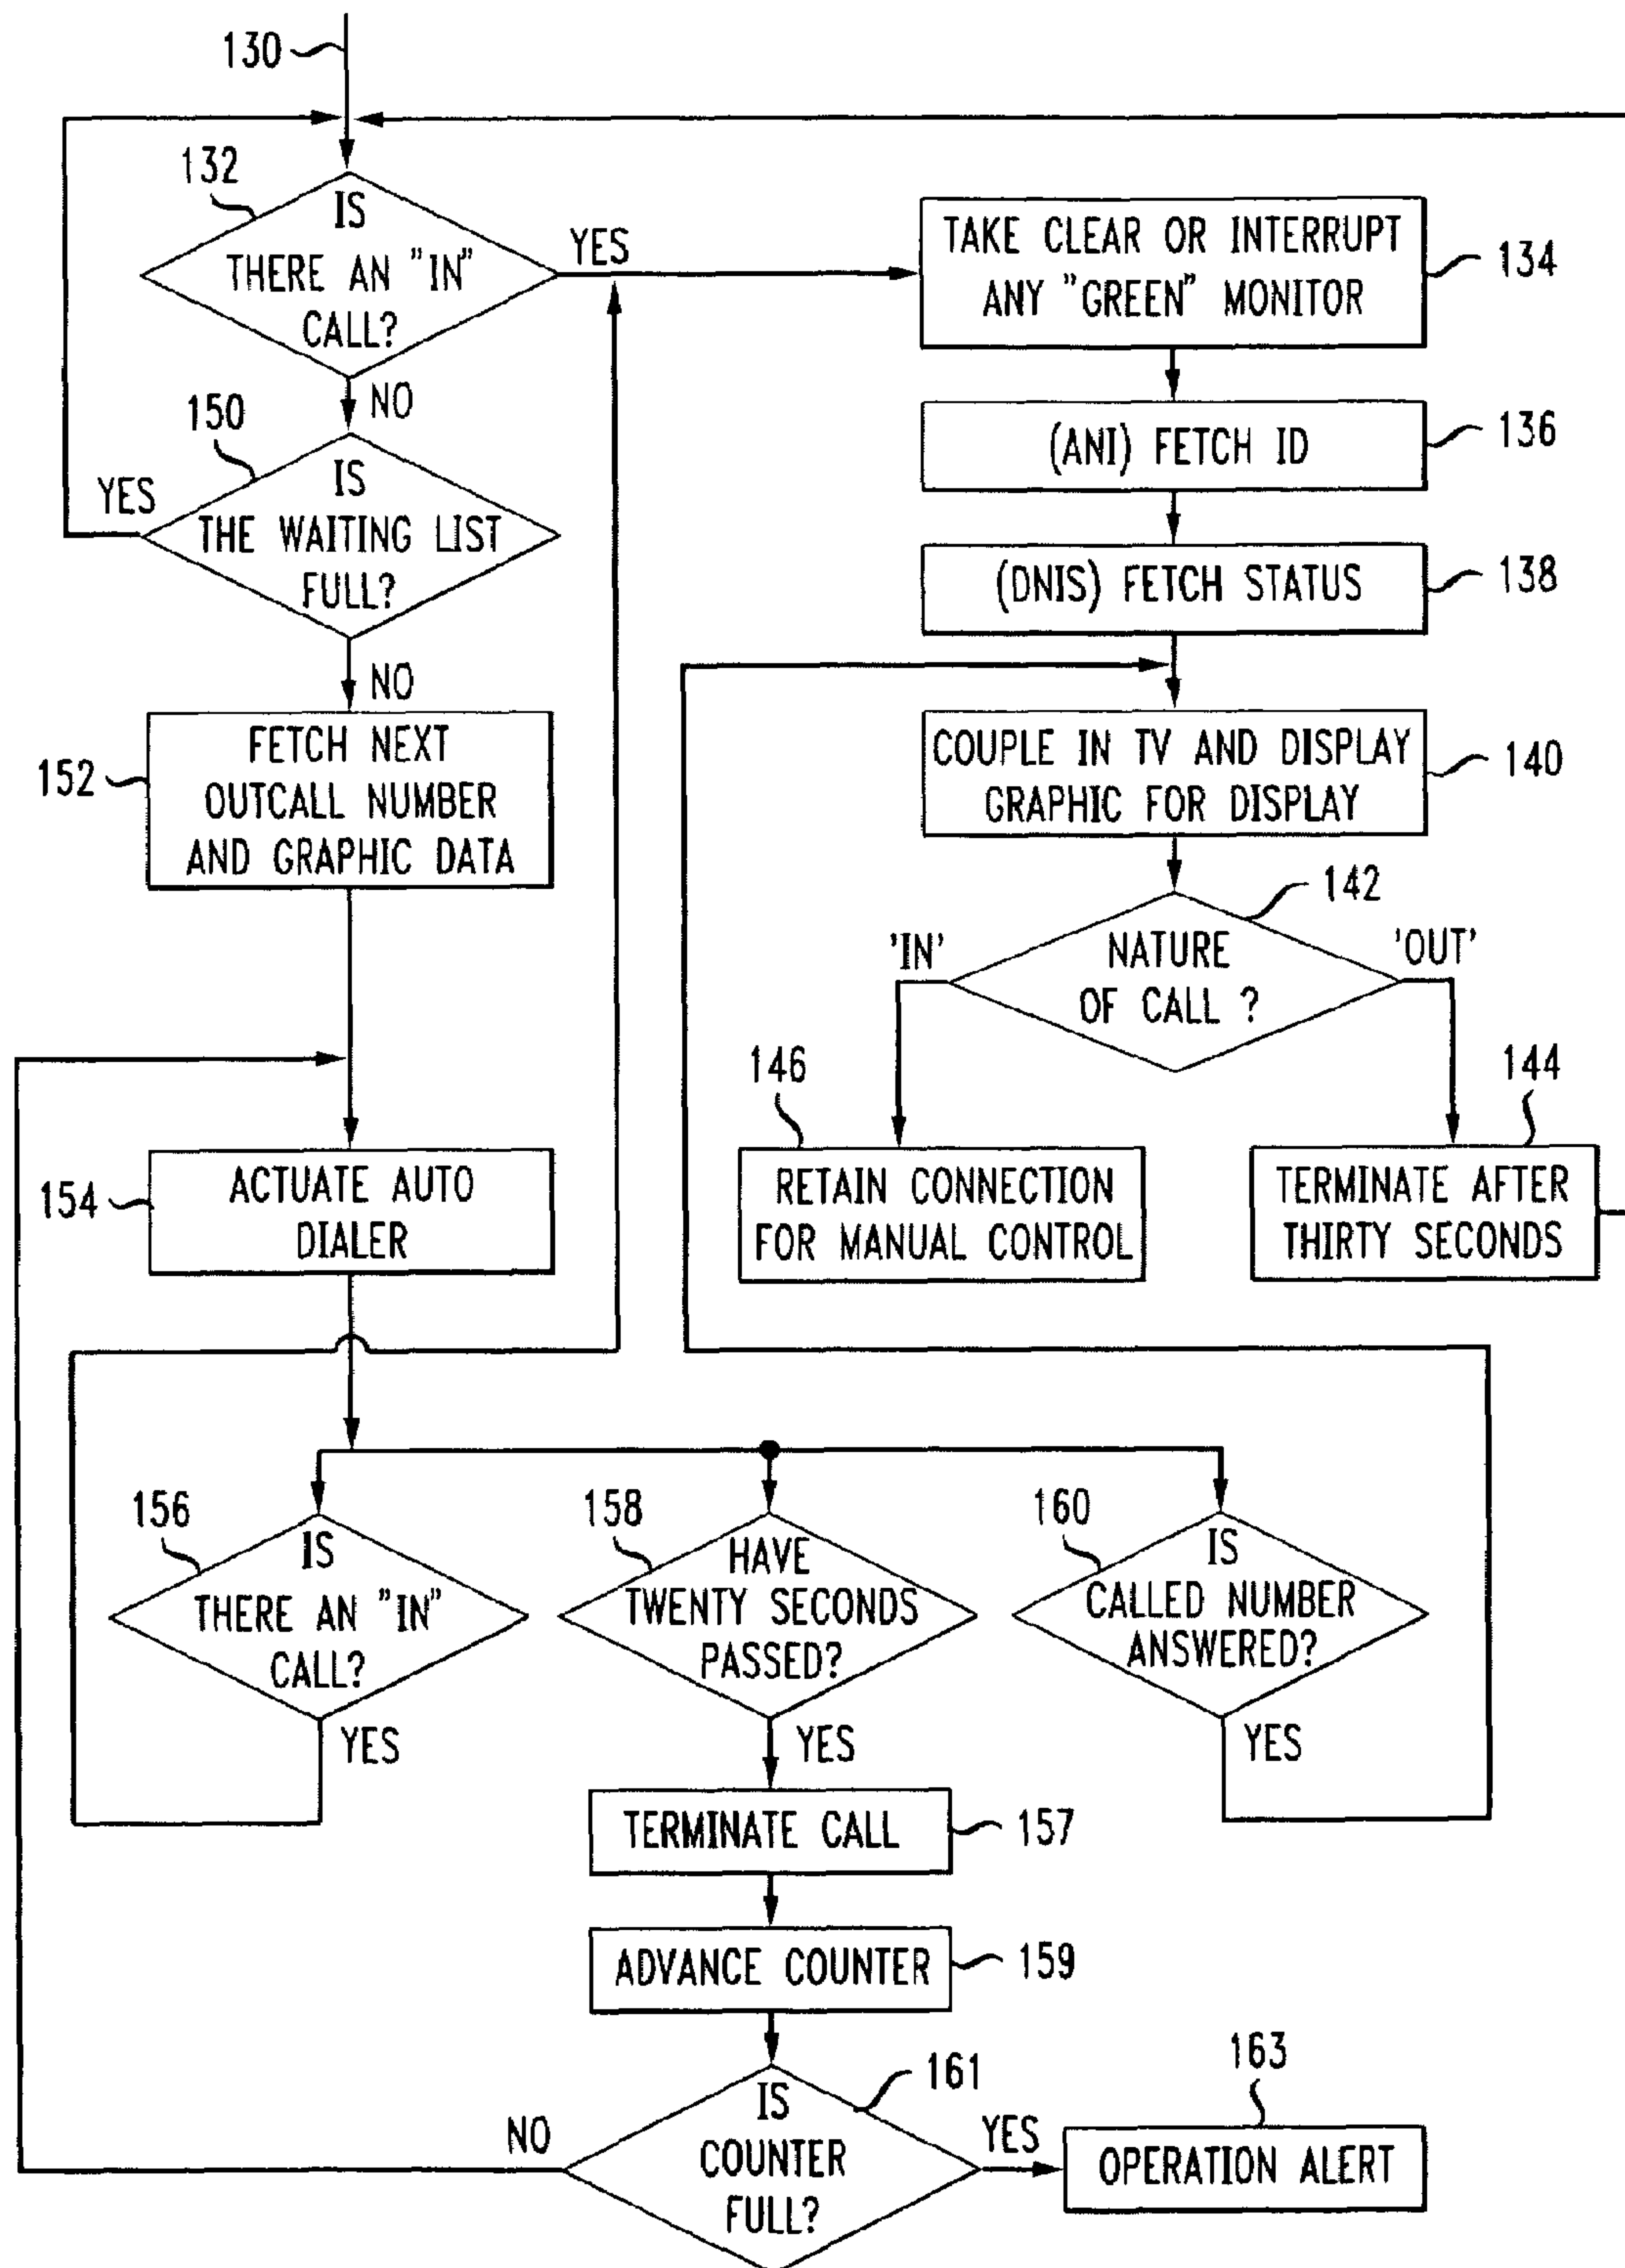 130
132
IS
THERE AN "IN"
CALL?
YES
NO
TAKE CLEAR OR INTERRUPT
ANY "GREEN" MONITOR
134
(ANI) FETCH ID
136
(DNIS) FETCH STATUS
138
150
IS
THE WAITING LIST
FULL?
YES
NO
152
FETCH NEXT
OUTCALL NUMBER
AND GRAPHIC DATA
COUPLE IN TV AND DISPLAY
GRAPHIC FOR DISPLAY
140
142
NATURE
OF CALL ?
'IN'
'OUT'
146
RETAIN CONNECTION
FOR MANUAL CONTROL
144
TERMINATE AFTER
THIRTY SECONDS
154
ACTUATE AUTO
DIALER
156
IS
THERE AN "IN"
CALL?
YES
158
HAVE
TWENTY SECONDS
PASSED?
YES
160
IS
CALLED NUMBER
ANSWERED?
YES
TERMINATE CALL
157
ADVANCE COUNTER
159
161
IS
COUNTER
FULL?
NO
YES
163
OPERATION ALERT